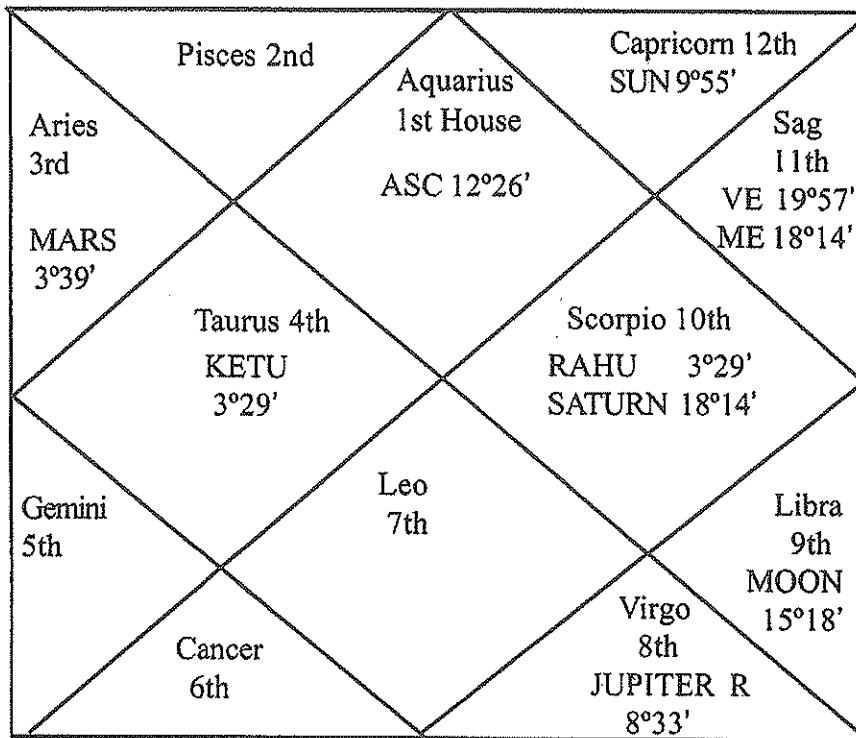 Pisces 2nd
Aquarius
1st House
ASC 12°26’
Capricorn 12th
SUN 9°55’
Aries
3rd
MARS
3°39’
Sag
11th
VE 19°57’
ME 18°14’
Taurus 4th
KETU
3°29’
Scorpio 10th
RAHU 3°29’
SATURN 18°14’
Gemini
5th
Leo
7th
Libra
9th
MOON
15°18’
Cancer
6th
Virgo
8th
JUPITER R
8°33’